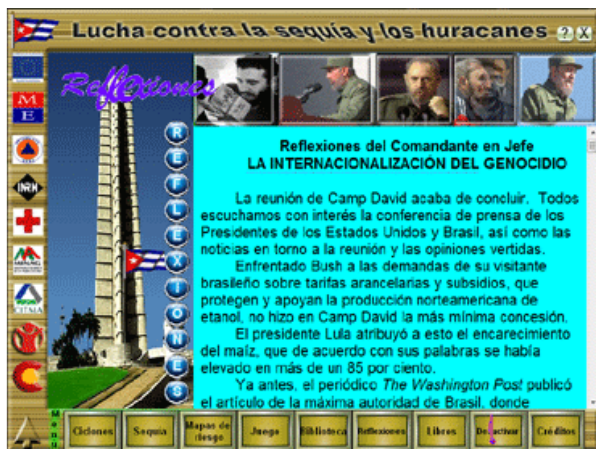 Lucha contra la sequía y los huracanes
? X
Reflexiones
M
E
INRH
CITMA
R
E
F
L
E
X
I
O
N
E
S
Reflexiones del Comandante en Jefe
LA INTERNACIONALIZACIÓN DEL GENOCIDIO
La reunión de Camp David acaba de concluir. Todos
escuchamos con interés la conferencia de prensa de los
Presidentes de los Estados Unidos y Brasil, así como las
noticias en torno a la reunión y las opiniones vertidas.
Enfrentado Bush a las demandas de su visitante
brasileño sobre tarifas arancelarias y subsidios, que
protegen y apoyan la producción norteamericana de
etanol, no hizo en Camp David la más mínima concesión.
El presidente Lula atribuyó a esto el encarecimiento
del maíz, que de acuerdo con sus palabras se había
elevado en más de un 85 por ciento.
Ya antes, el periódico The Washington Post publicó
el artículo de la máxima autoridad de Brasil, donde
Menú
Ciclones
Sequía
Mapas de
riesgo
Juego
Biblioteca
Reflexiones
Libros
Desactivar
Créditos